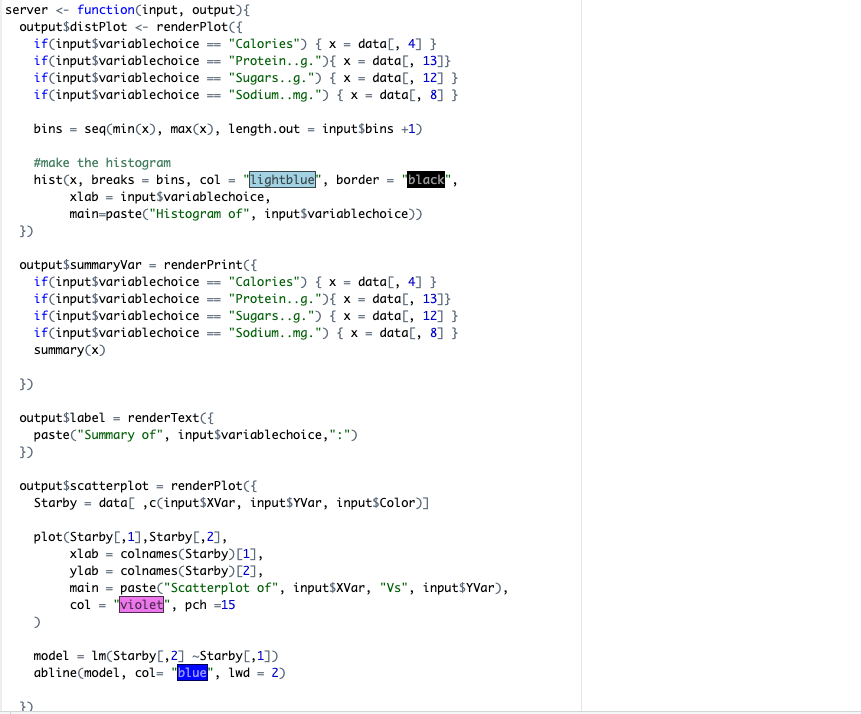 server <- function(input, output){
  output$distPlot <- renderPlot({
    if(input$variablechoice == "Calories") { x = data[, 4] }
    if(input$variablechoice == "Protein..g."){ x = data[, 13]}
    if(input$variablechoice == "Sugars..g.") { x = data[, 12] }
    if(input$variablechoice == "Sodium..mg.") { x = data[, 8] }

    bins = seq(min(x), max(x), length.out = input$bins +1)

    #make the histogram
    hist(x, breaks = bins, col = "lightblue", border = "black",
         xlab = input$variablechoice,
         main=paste("Histogram of", input$variablechoice))
  })

  output$summaryVar = renderPrint({
    if(input$variablechoice == "Calories") { x = data[, 4] }
    if(input$variablechoice == "Protein..g."){ x = data[, 13]}
    if(input$variablechoice == "Sugars..g.") { x = data[, 12] }
    if(input$variablechoice == "Sodium..mg.") { x = data[, 8] }
    summary(x)

  })

  output$label = renderText({
    paste("Summary of", input$variablechoice,":")
  })

  output$scatterplot = renderPlot({
    Starby = data[ ,c(input$XVar, input$YVar, input$Color)]

    plot(Starby[,1],Starby[,2],
         xlab = colnames(Starby)[1],
         ylab = colnames(Starby)[2],
         main = paste("Scatterplot of", input$XVar, "Vs", input$YVar),
         col = "violet", pch =15
    )

    model = lm(Starby[,2] ~Starby[,1])
    abline(model, col= "blue", lwd = 2)

  })